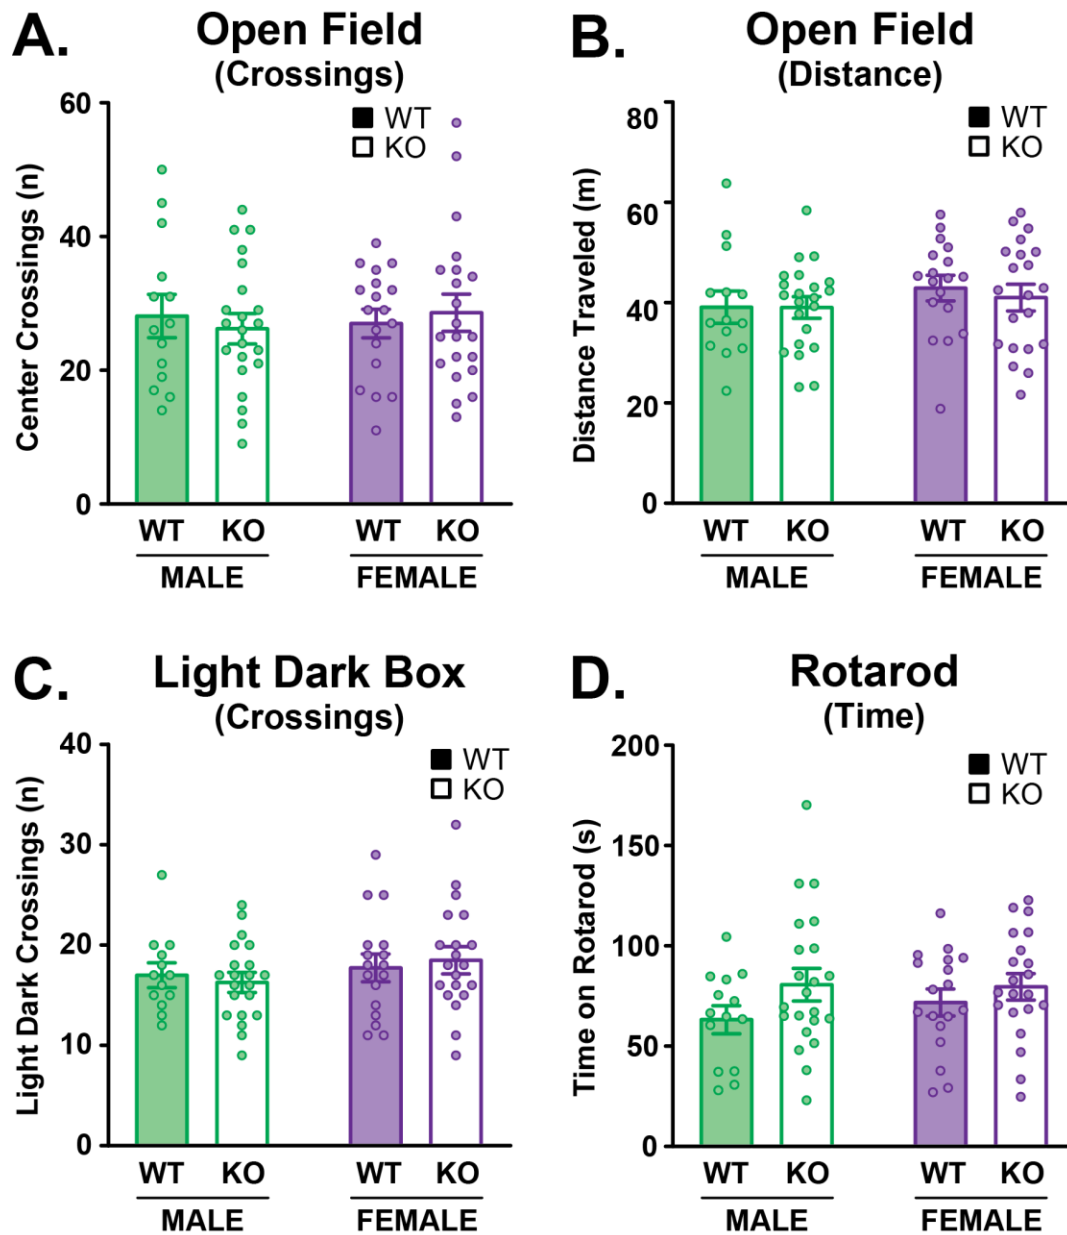 A. Open Field
(Crossings)
Center Crossings (n)
60
40
20
0
WT
KO
WT KO WT KO
MALE FEMALE
B. Open Field
(Distance)
Distance Traveled (m)
80
60
40
20
0
WT
KO
WT KO WT KO
MALE FEMALE
C. Light Dark Box
(Crossings)
Light Dark Crossings (n)
40
30
20
10
0
WT
KO
WT KO WT KO
MALE FEMALE
D. Rotarod
(Time)
Time on Rotarod (s)
200
150
100
50
0
WT
KO
WT KO WT KO
MALE FEMALE